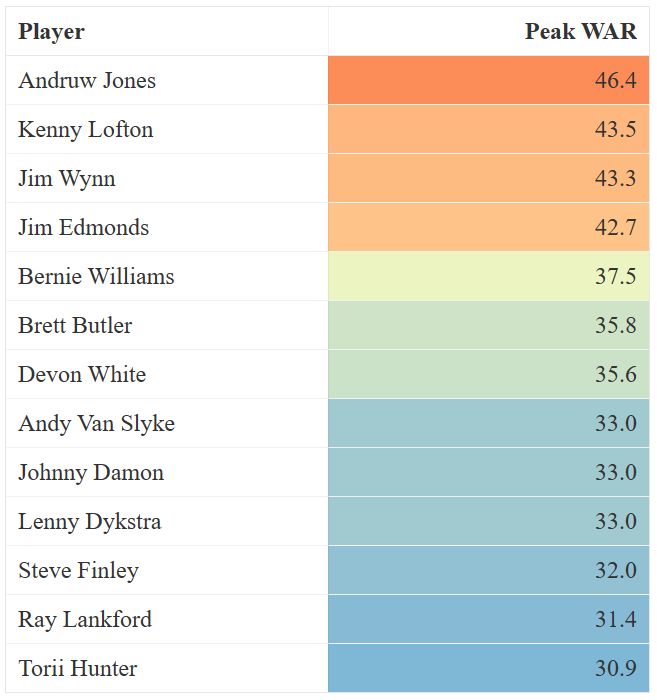 Player Peak WAR
Andruw Jones 46.4
Kenny Lofton 43.5
Jim Wynn 43.3
Jim Edmonds 42.7
Bernie Williams 37.5
Brett Butler 35.8
Devon White 35.6
Andy Van Slyke 33.0
Johnny Damon 33.0
Lenny Dykstra 33.0
Steve Finley 32.0
Ray Lankford 31.4
Torii Hunter 30.9